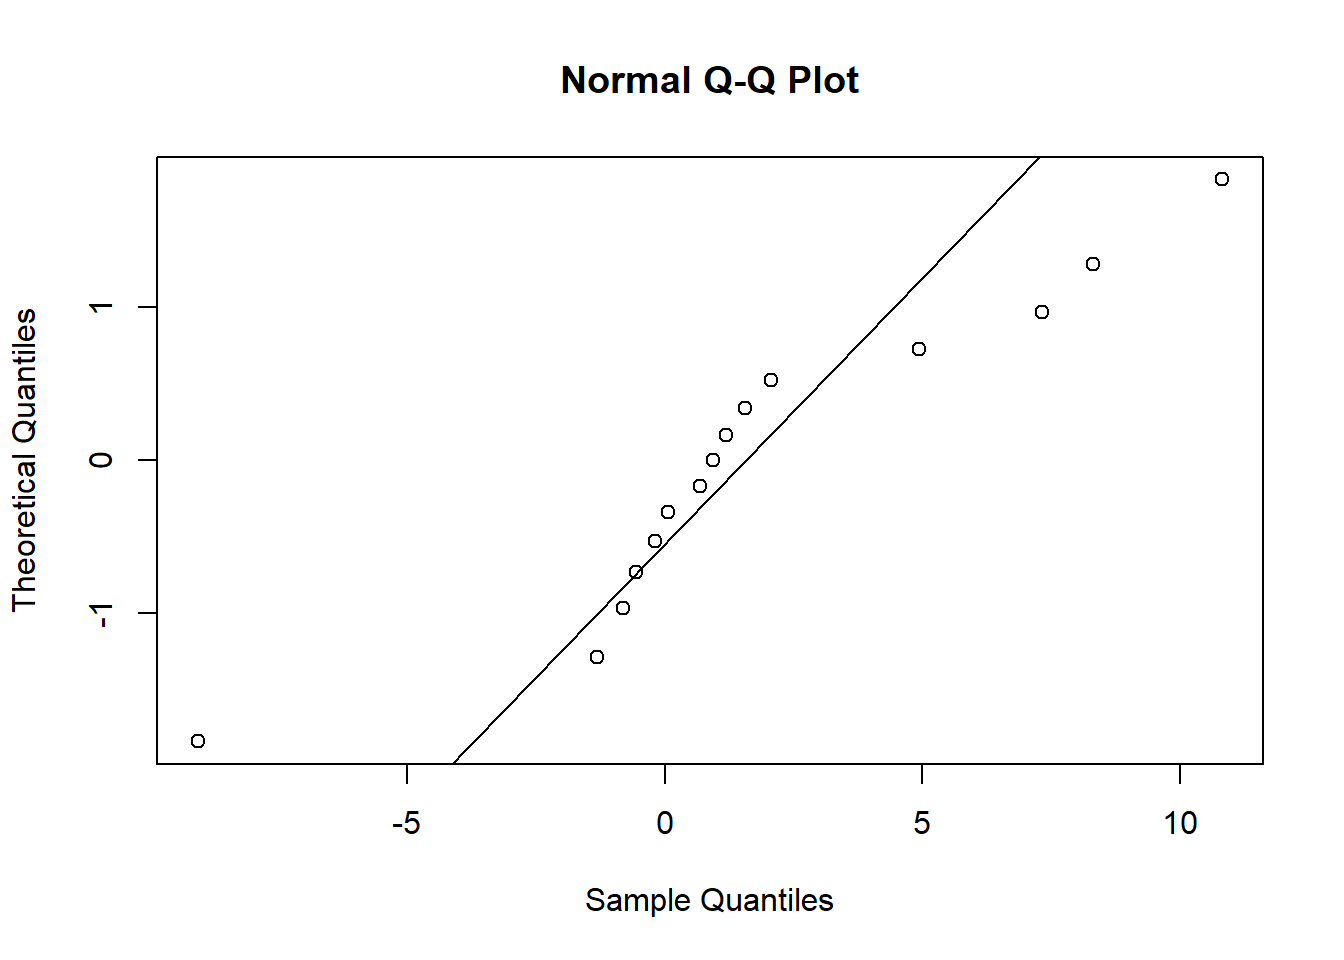 Normal Q-Q Plot
Theoretical Quantiles
1
0
-1
-5 0 5 10
Sample Quantiles